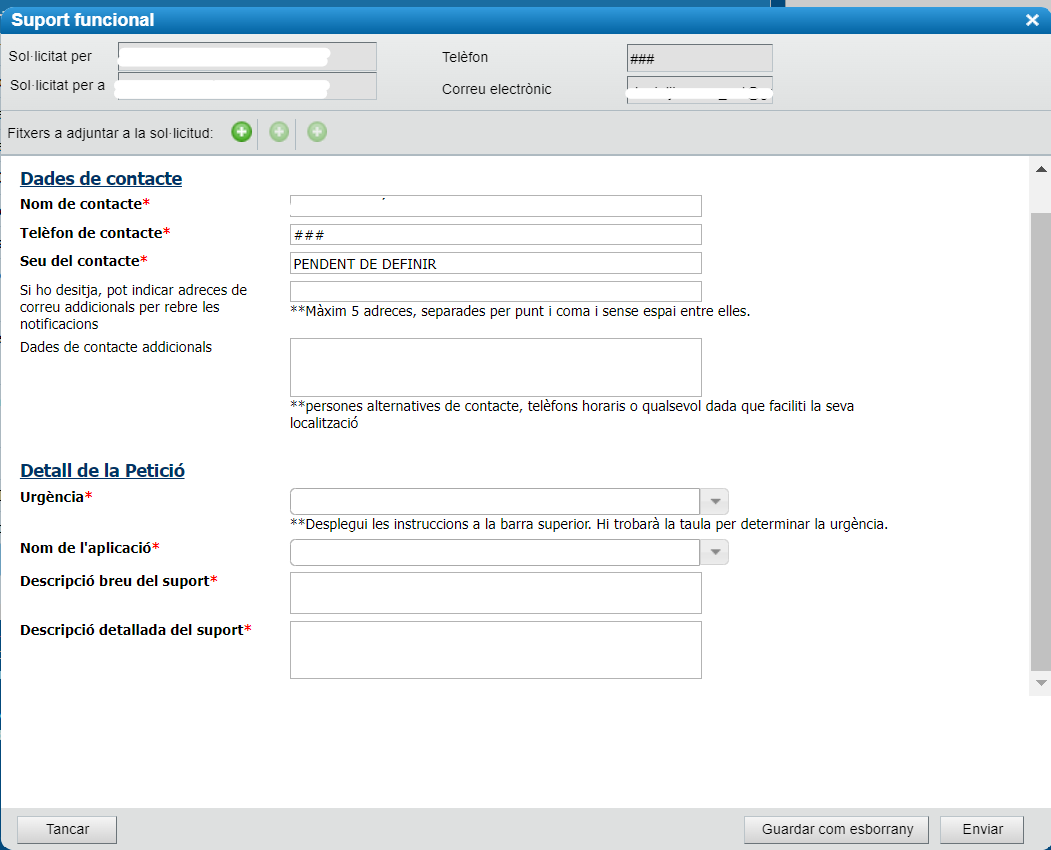 Suport funcional
Sol·licitat per
Telèfon
###
Sol·licitat per a
Correu electrònic
Fitxers a adjuntar a la sol·licitud:
Dades de contacte
Nom de contacte*
Telèfon de contacte*
###
Seu del contacte*
PENDENT DE DEFINIR
Si ho desitja, pot indicar adreces de
correu addicionals per rebre les
notificacions
**Màxim 5 adreces, separades per punt i coma i sense espai entre elles.
Dades de contacte addicionals
**persones alternatives de contacte, telèfons horaris o qualsevol dada que faciliti la seva
localització
Detall de la Petició
Urgència*
**Desplegui les instruccions a la barra superior. Hi trobarà la taula per determinar la urgència.
Nom de l'aplicació*
Descripció breu del suport*
Descripció detallada del suport*
Tancar
Guardar com esborrany
Enviar